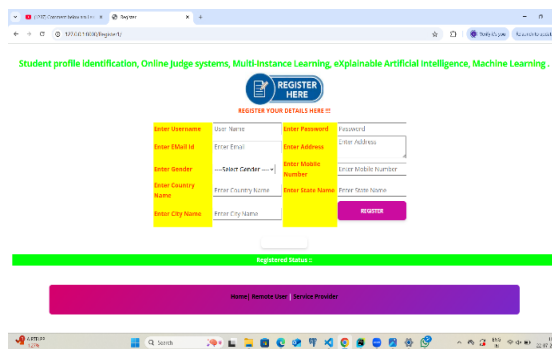 Register
127.0.0.1:8000/Register1/
Student profile identification, Online Judge systems, Multi-Instance Learning, eXplainable Artificial Intelligence, Machine Learning .
REGISTER
HERE
REGISTER YOUR DETAILS HERE !!!
Enter Username User Name Enter Password Password
Enter EMail Id Enter Email Enter Address Enter Address
Enter Gender ----Select Gender ---- Enter Mobile Number Enter Mobile Number
Enter Country Name Enter Country Name Enter State Name Enter State Name
Enter City Name Enter City Name REGISTER
Registered Status ::
Home| Remote User | Service Provider
Search